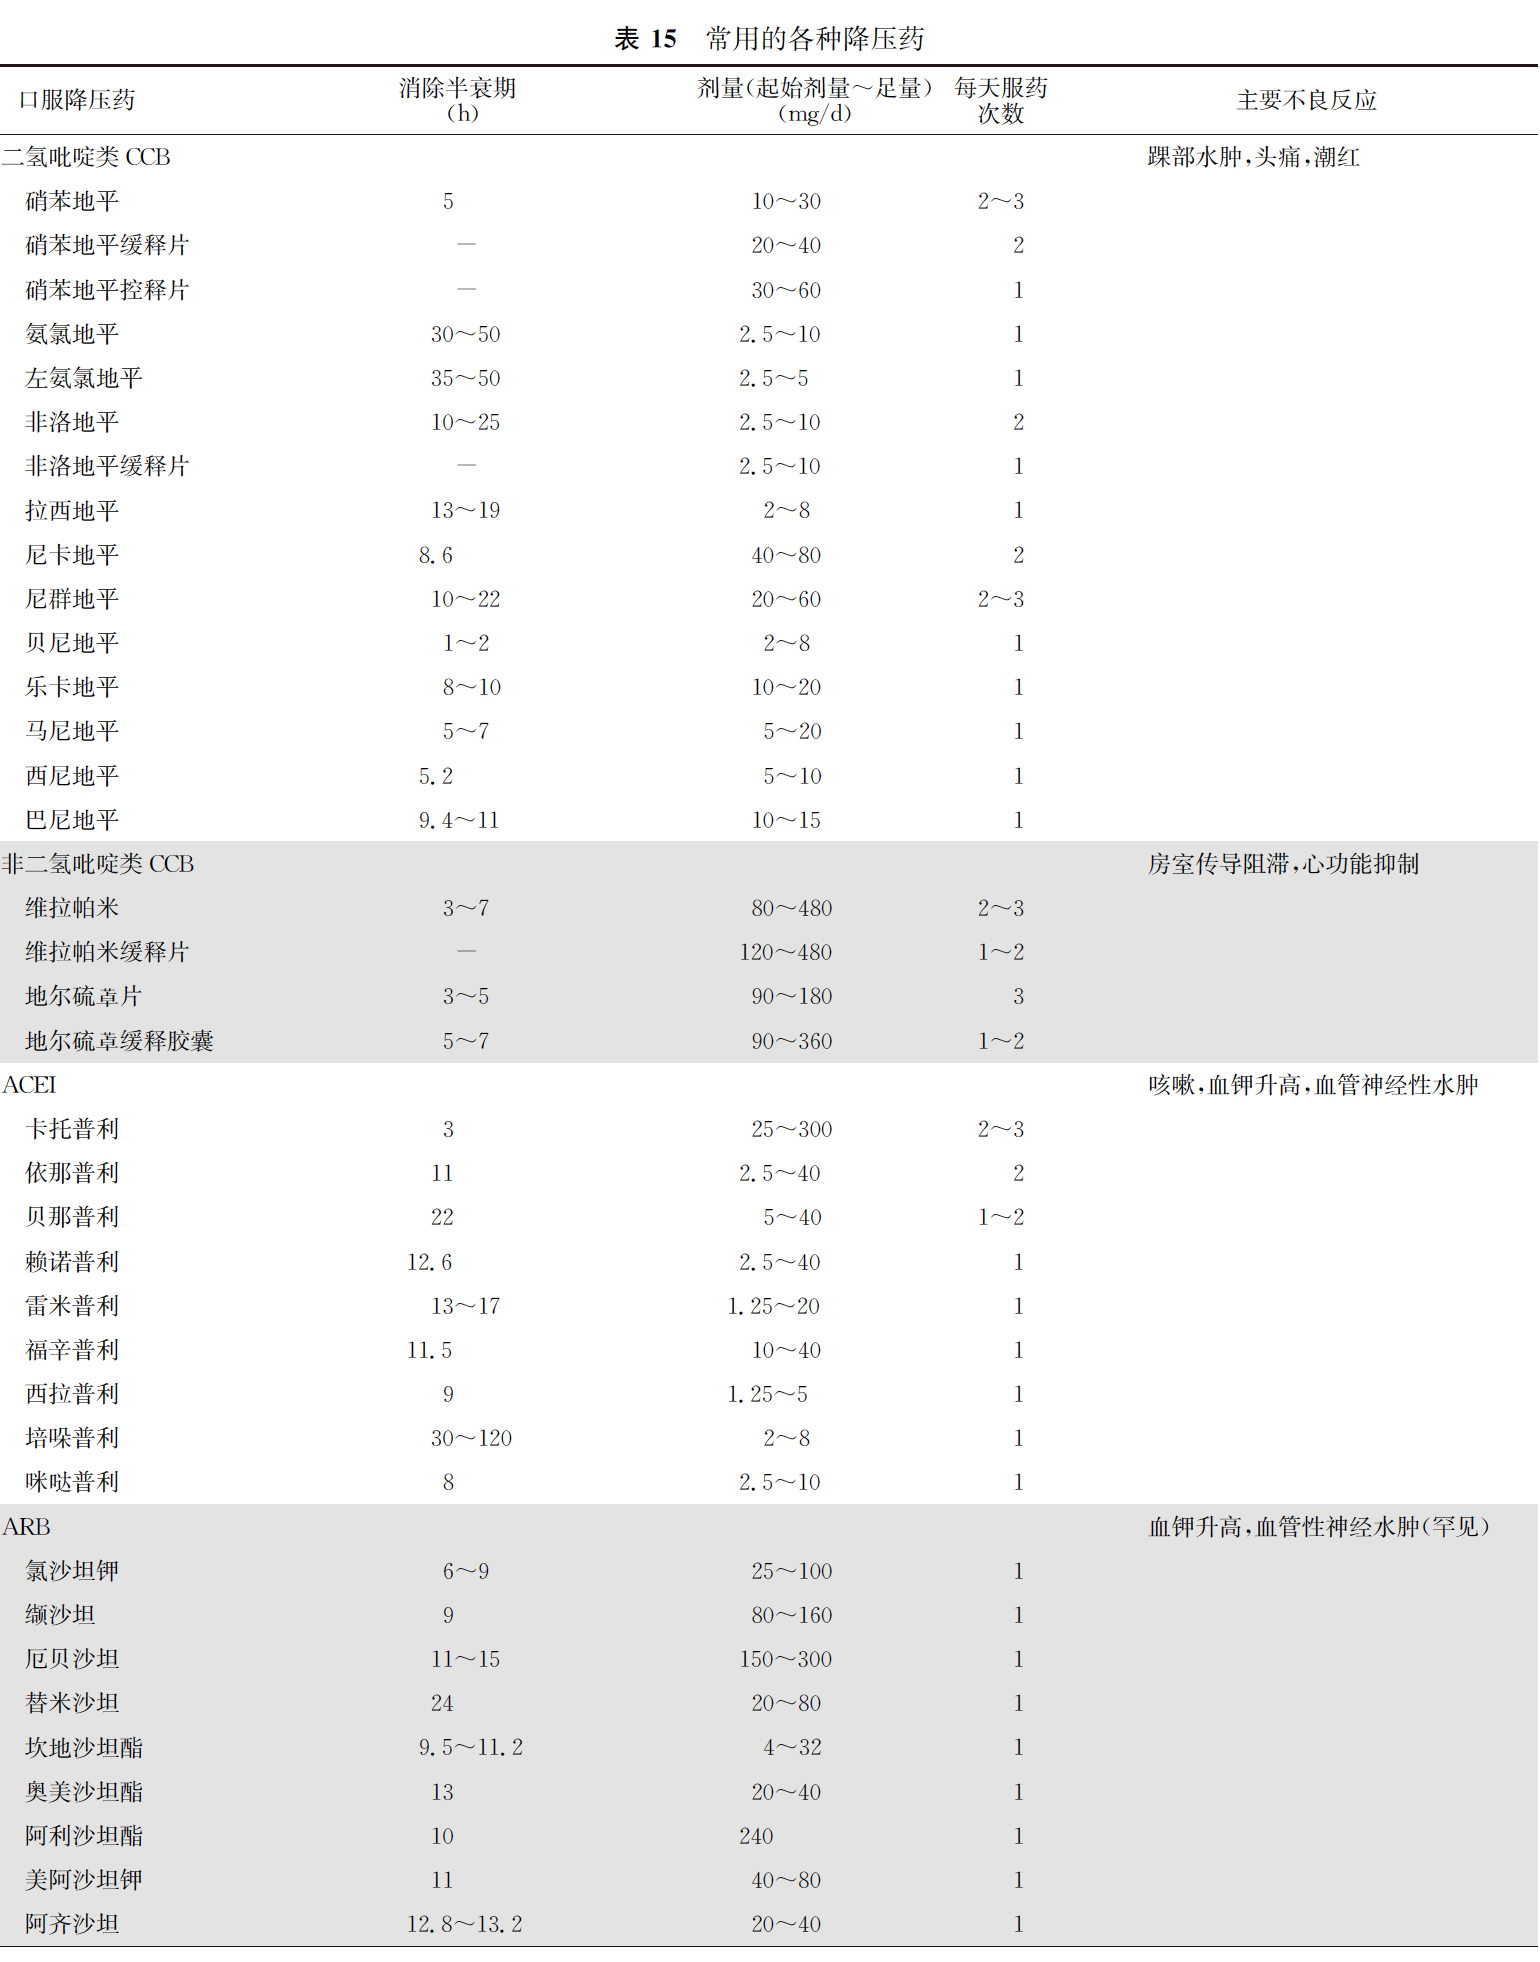 表 15 常用的各种降压药
口服降压药 消除半衰期(h) 剂量(起始剂量～足量)(mg/d) 每天服药次数 主要不良反应
二氢吡啶类 CCB 踝部水肿,头痛,潮红
硝苯地平 5 10～30 2～3
硝苯地平缓释片 — 20～40 2
硝苯地平控释片 — 30～60 1
氨氯地平 30～50 2.5～10 1
左氨氯地平 35～50 2.5～5 1
非洛地平 10～25 2.5～10 2
非洛地平缓释片 — 2.5～10 1
拉西地平 13～19 2～8 1
尼卡地平 8.6 40～80 2
尼群地平 10～22 20～60 2～3
贝尼地平 1～2 2～8 1
乐卡地平 8～10 10～20 1
马尼地平 5～7 5～20 1
西尼地平 5.2 5～10 1
巴尼地平 9.4～11 10～15 1
非二氢吡啶类 CCB 房室传导阻滞,心功能抑制
维拉帕米 3～7 80～480 2～3
维拉帕米缓释片 — 120～480 1～2
地尔硫䓬片 3～5 90～180 3
地尔硫䓬缓释胶囊 5～7 90～360 1～2
ACEI 咳嗽,血钾升高,血管神经性水肿
卡托普利 3 25～300 2～3
依那普利 11 2.5～40 2
贝那普利 22 5～40 1～2
赖诺普利 12.6 2.5～40 1
雷米普利 13～17 1.25～20 1
福辛普利 11.5 10～40 1
西拉普利 9 1.25～5 1
培哚普利 30～120 2～8 1
咪哒普利 8 2.5～10 1
ARB 血钾升高,血管性神经水肿(罕见)
氯沙坦钾 6～9 25～100 1
缬沙坦 9 80～160 1
厄贝沙坦 11～15 150～300 1
替米沙坦 24 20～80 1
坎地沙坦酯 9.5～11.2 4～32 1
奥美沙坦酯 13 20～40 1
阿利沙坦酯 10 240 1
美阿沙坦钾 11 40～80 1
阿齐沙坦 12.8～13.2 20～40 1